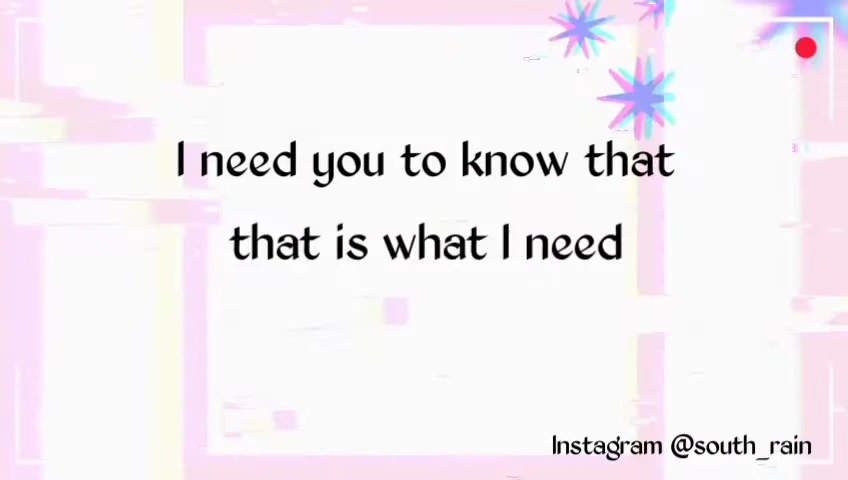 I need you to know that
that is what I need
Instagram @south_rain